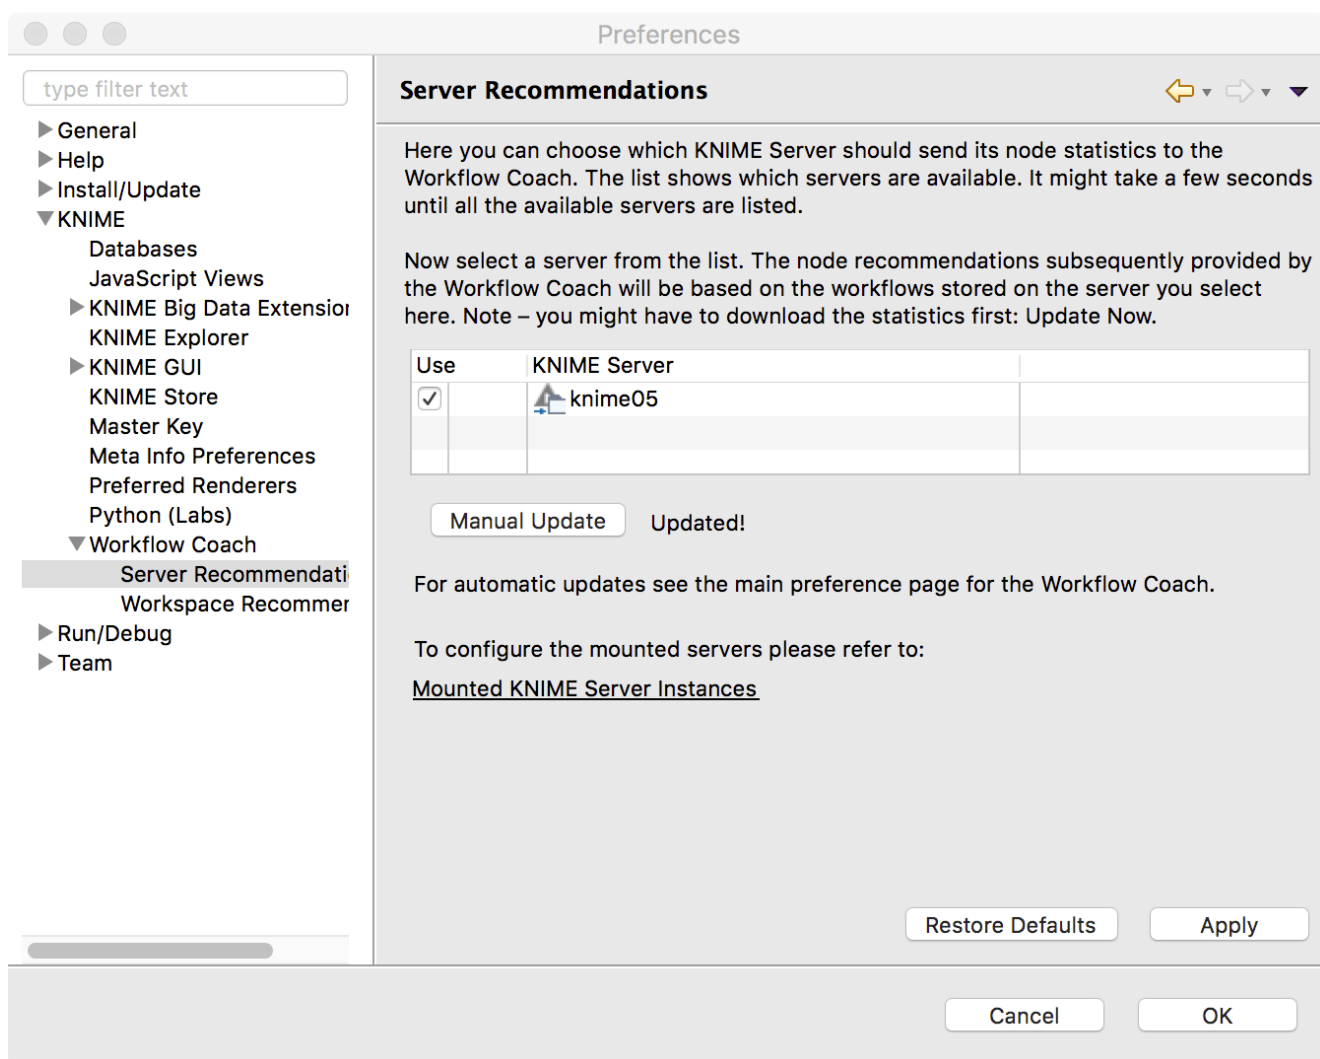 Preferences
type filter text
General
Help
Install/Update
KNIME
Databases
JavaScript Views
KNIME Big Data Extension
KNIME Explorer
KNIME GUI
KNIME Store
Master Key
Meta Info Preferences
Preferred Renderers
Python (Labs)
Workflow Coach
Server Recommendati
Workspace Recommer
Run/Debug
Team
Server Recommendations
Here you can choose which KNIME Server should send its node statistics to the
Workflow Coach. The list shows which servers are available. It might take a few seconds
until all the available servers are listed.
Now select a server from the list. The node recommendations subsequently provided by
the Workflow Coach will be based on the workflows stored on the server you select
here. Note – you might have to download the statistics first: Update Now.
Use KNIME Server
knime05
Manual Update Updated!
For automatic updates see the main preference page for the Workflow Coach.
To configure the mounted servers please refer to:
Mounted KNIME Server Instances
Restore Defaults Apply
Cancel OK